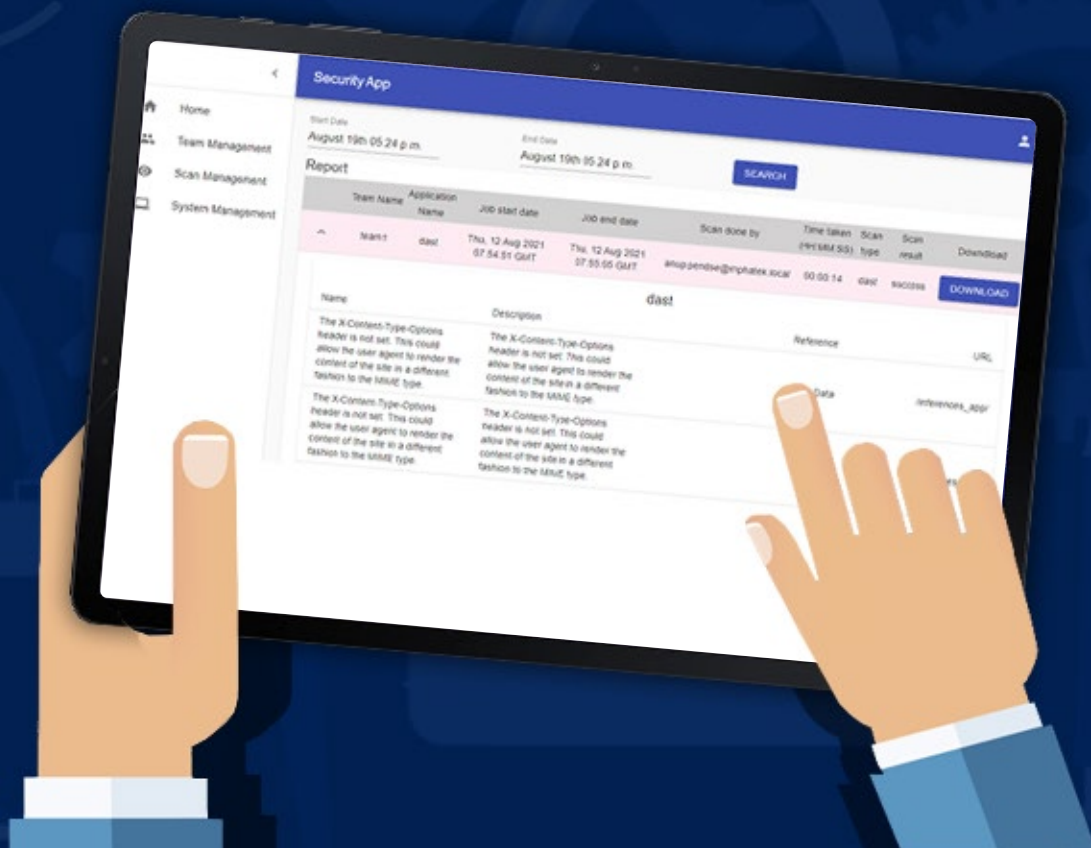 Security App
Home
Team Management
Scan Management
System Management
Start Date
End Date
August 19th 05:24 p.m.
August 19th 05:24 p.m.
SEARCH
Report
Team Name
Application
Name
Job start date
Job end date
Scan done by
Time taken
(HH:MM:SS)
Scan
type
Scan
result
Download
team1
dast
Thu, 12 Aug 2021
07:54:51 GMT
Thu, 12 Aug 2021
07:55:05 GMT
00:00:14
dast
success
DOWNLOAD
dast
Name
Description
Reference
URL
The X-Content-Type-Options
header is not set. This could
allow the user agent to render the
content of the site in a different
fashion to the MIME type.
The X-Content-Type-Options
header is not set. This could
allow the user agent to render the
content of the site in a different
fashion to the MIME type.
Data
The X-Content-Type-Options
header is not set. This could
allow the user agent to render the
content of the site in a different
fashion to the MIME type.
The X-Content-Type-Options
header is not set. This could
allow the user agent to render the
content of the site in a different
fashion to the MIME type.